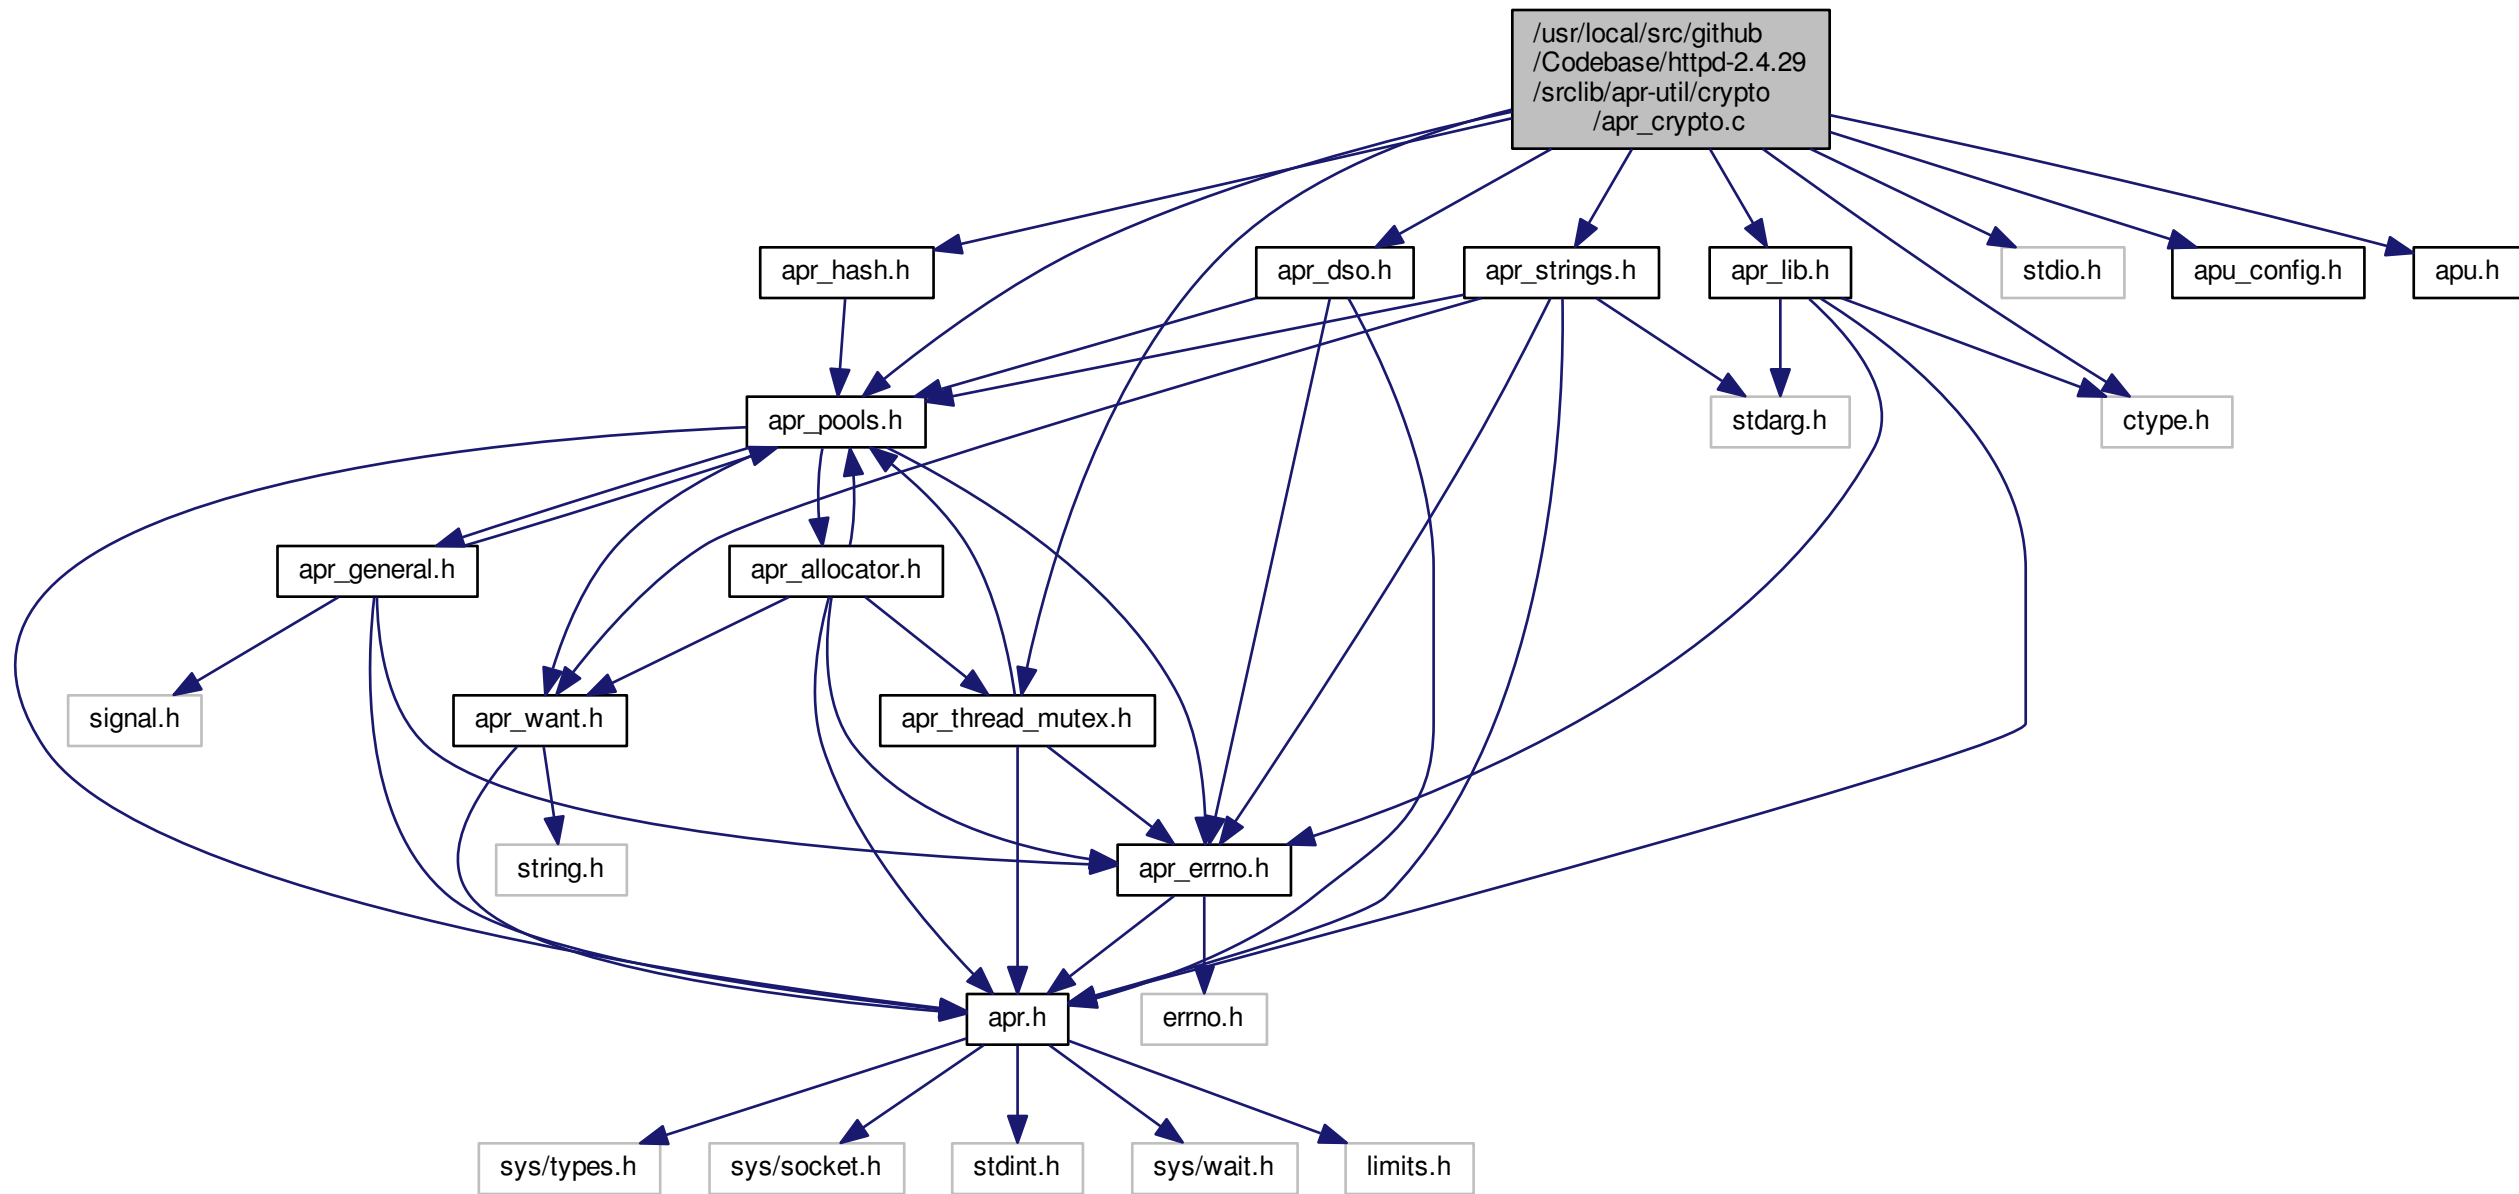 /usr/local/src/github
/Codebase/httpd-2.4.29
/srclib/apr-util/crypto
/apr_crypto.c
apr_hash.h
apr_dso.h
apr_strings.h
apr_lib.h
stdio.h
apu_config.h
apu.h
apr_pools.h
stdarg.h
ctype.h
apr_general.h
apr_allocator.h
signal.h
apr_want.h
apr_thread_mutex.h
string.h
apr_errno.h
apr.h
errno.h
sys/types.h
sys/socket.h
stdint.h
sys/wait.h
limits.h